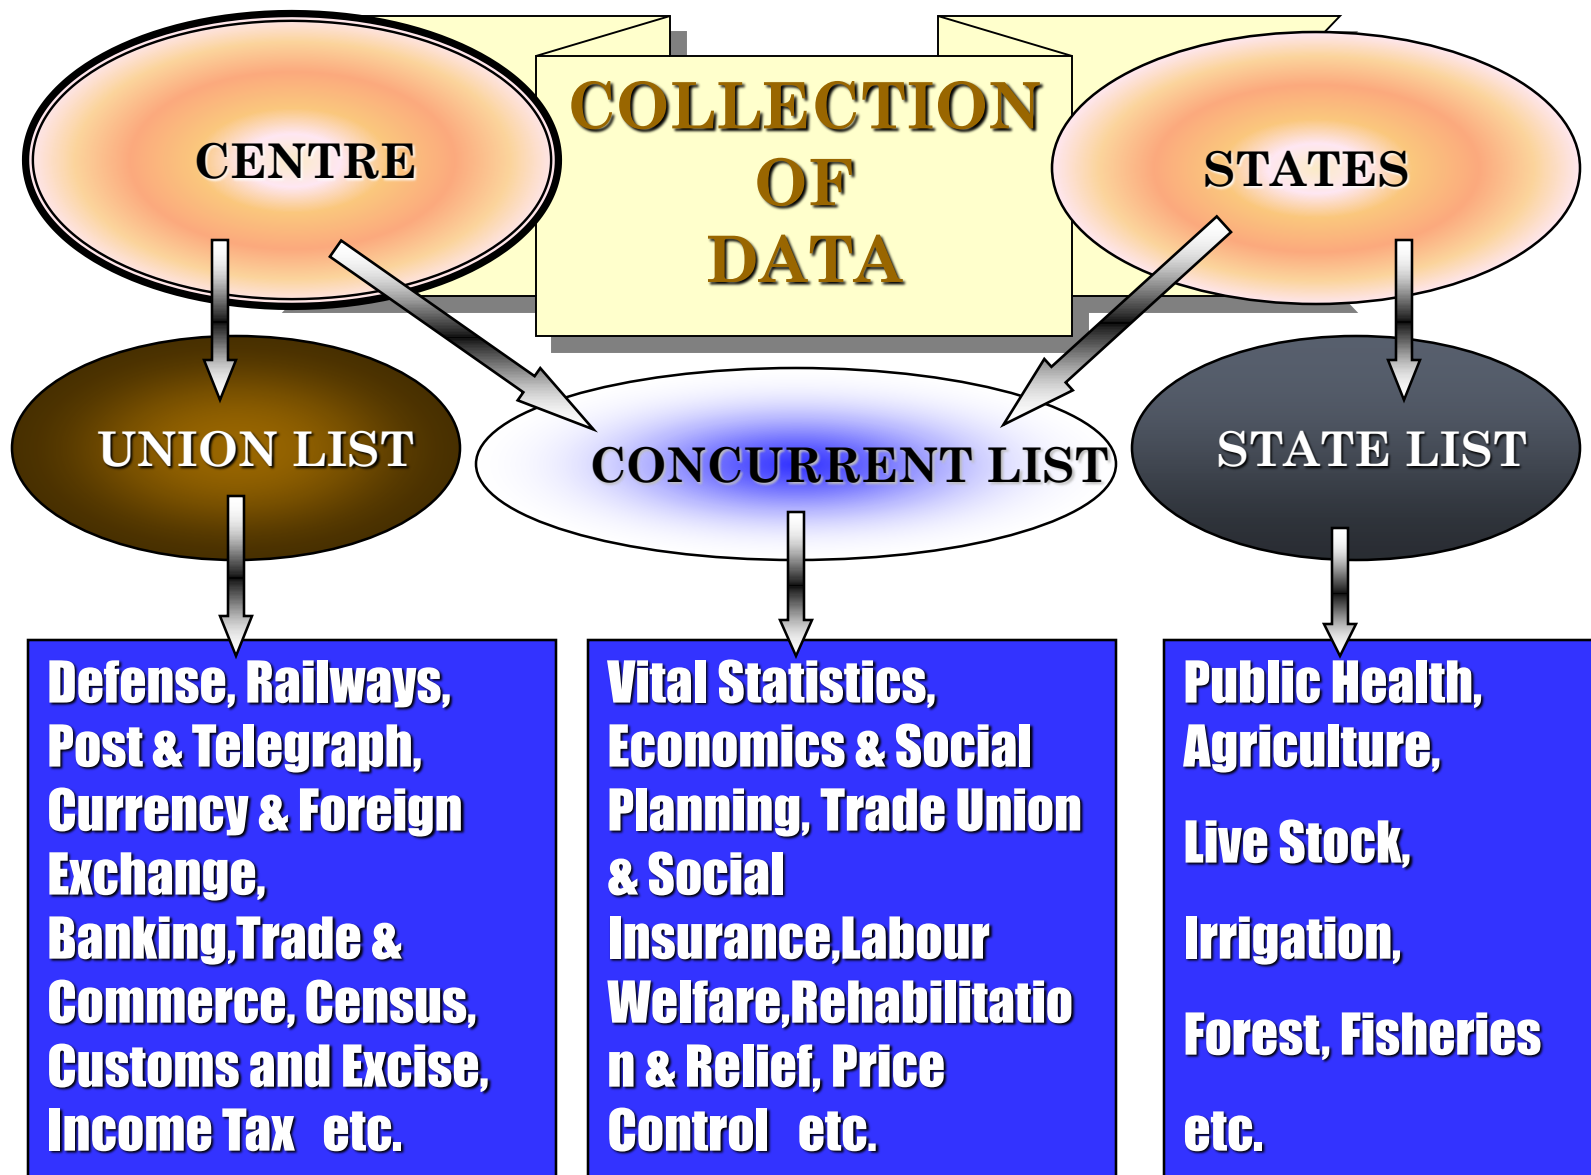 COLLECTION
OF
DATA
CENTRE
STATES
UNION LIST
CONCURRENT LIST
STATE LIST
Defense, Railways,
Post & Telegraph,
Currency & Foreign
Exchange,
Banking,Trade &
Commerce, Census,
Customs and Excise,
Income Tax etc.
Vital Statistics,
Economics & Social
Planning, Trade Union
& Social
Insurance,Labour
Welfare,Rehabilitatio
n & Relief, Price
Control etc.
Public Health,
Agriculture,
Live Stock,
Irrigation,
Forest, Fisheries
etc.